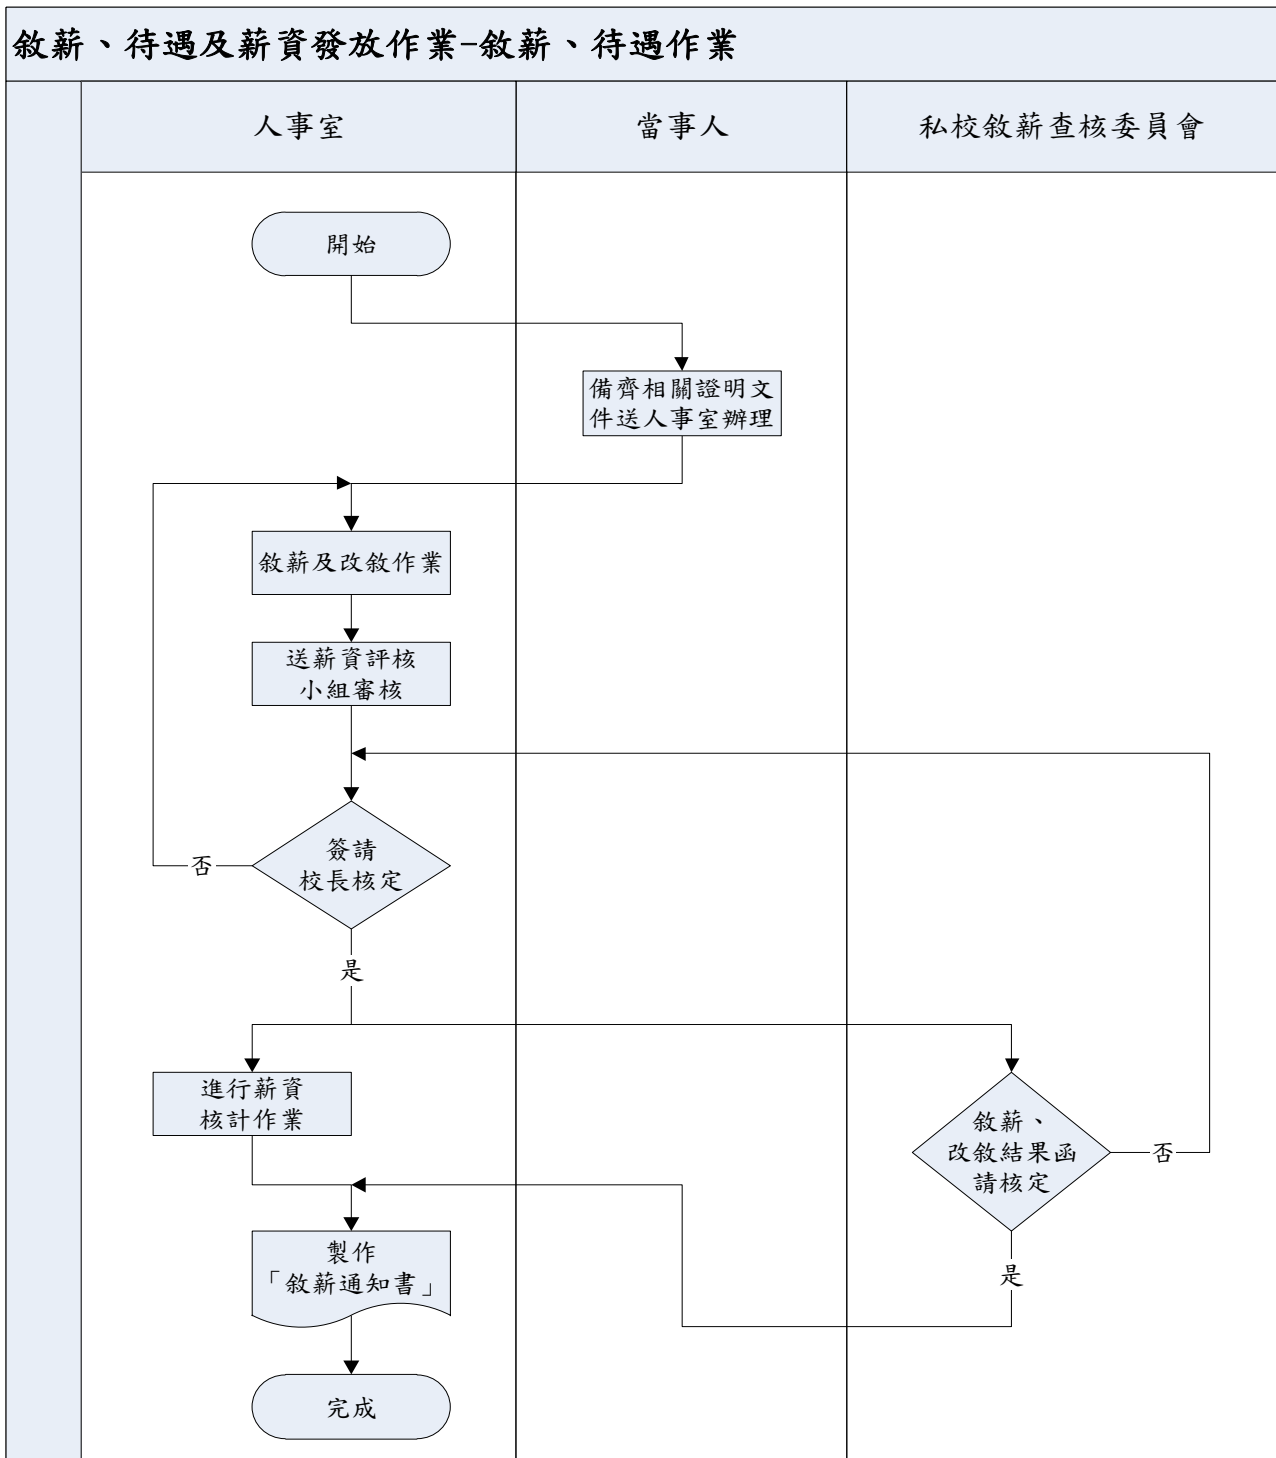 敘薪、待遇及薪資發放作業-敘薪、待遇作業
人事室
當事人
私校敘薪查核委員會
開始
備齊相關證明文
件送人事室辦理
敘薪及改敘作業
送薪資評核
小組審核
簽請
校長核定
否
是
進行薪資
核計作業
敘薪、
改敘結果函
請核定
否
是
製作
「敘薪通知書」
完成